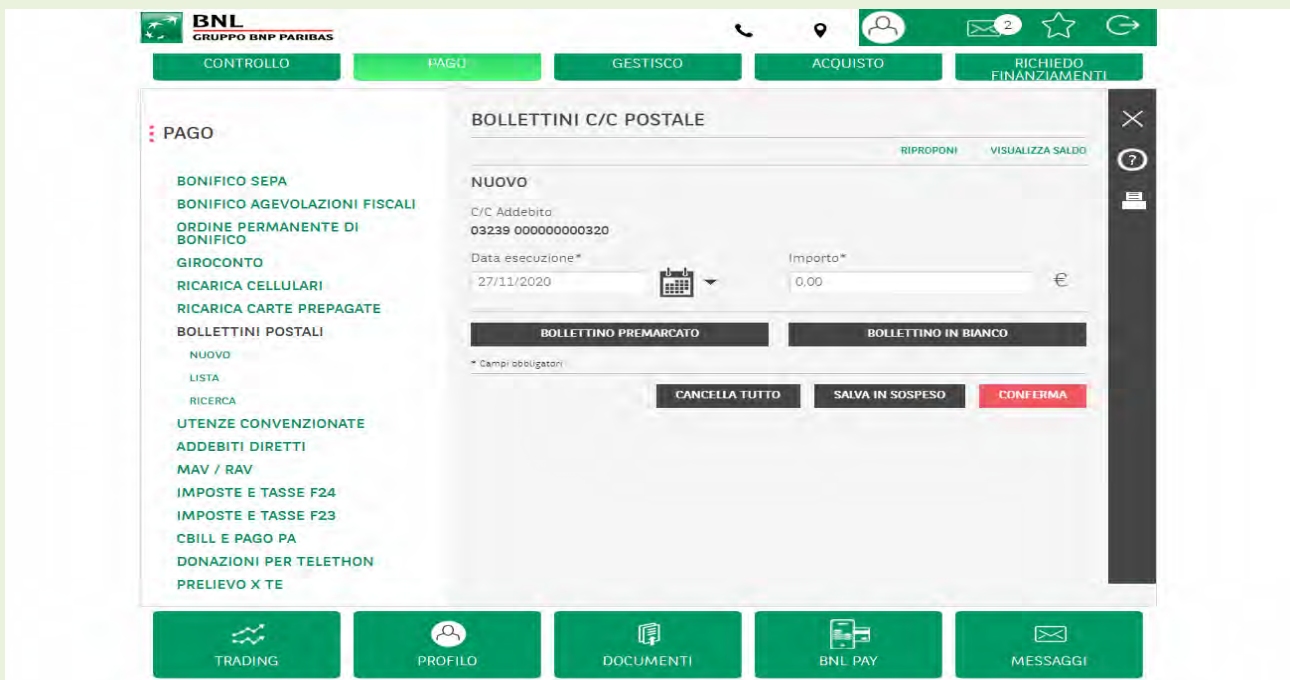 BNL
GRUPPO BNP PARIBAS
2
CONTROLLO
PAGO
GESTISCO
ACQUISTO
RICHIEDO
FINANZIAMENTI
PAGO
BONIFICO SEPA
BONIFICO AGEVOLAZIONI FISCALI
ORDINE PERMANENTE DI
BONIFICO
GIROCONTO
RICARICA CELLULARI
RICARICA CARTE PREPAGATE
BOLLETTINI POSTALI
NUOVO
LISTA
RICERCA
UTENZE CONVENZIONATE
ADDEBITI DIRETTI
MAV / RAV
IMPOSTE E TASSE F24
IMPOSTE E TASSE F23
CBILL E PAGO PA
DONAZIONI PER TELETHON
PRELIEVO X TE
BOLLETTINI C/C POSTALE
RIPROPONI
VISUALIZZA SALDO
NUOVO
C/C Addebito
03239 000000000320
Data esecuzione*
Importo*
27/11/2020
0,00
€
BOLLETTINO PREMARCATO
BOLLETTINO IN BIANCO
* Campi obbligatori
CANCELLA TUTTO
SALVA IN SOSPESO
CONFERMA
?
TRADING
PROFILO
DOCUMENTI
BNL PAY
MESSAGGI